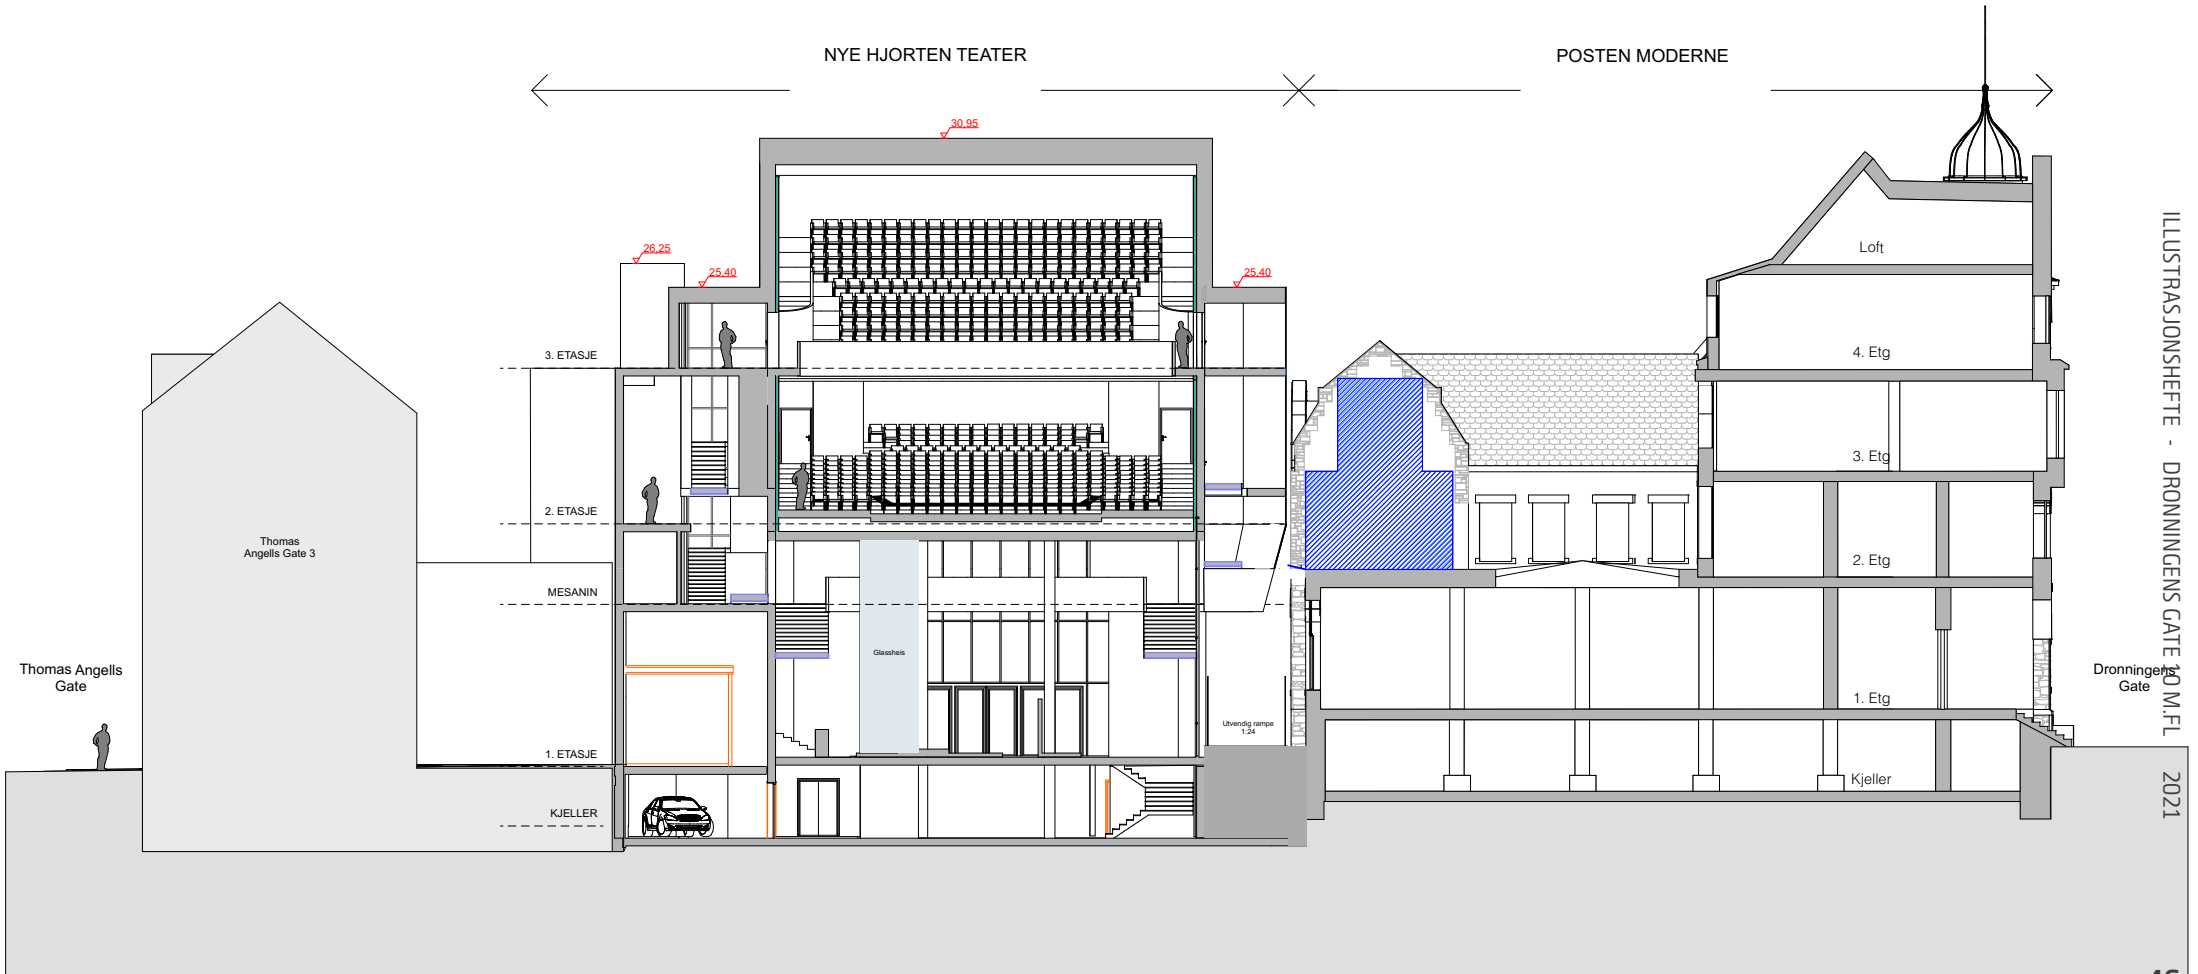 NYE HJORTEN TEATER
POSTEN MODERNE
30,95
26,25
25,40
25,40
Loft
3. ETASJE
4. Etg
3. Etg
2. ETASJE
Thomas
Angells Gate 3
2. Etg
MESANIN
Glassheis
Thomas Angells
Gate
Dronningens
Gate
1. Etg
Utvendig rampe
1:24
1. ETASJE
Kjeller
KJELLER
ILLUSTRASJONSHEFTE - DRONNINGENS GATE 10 M.FL 2021